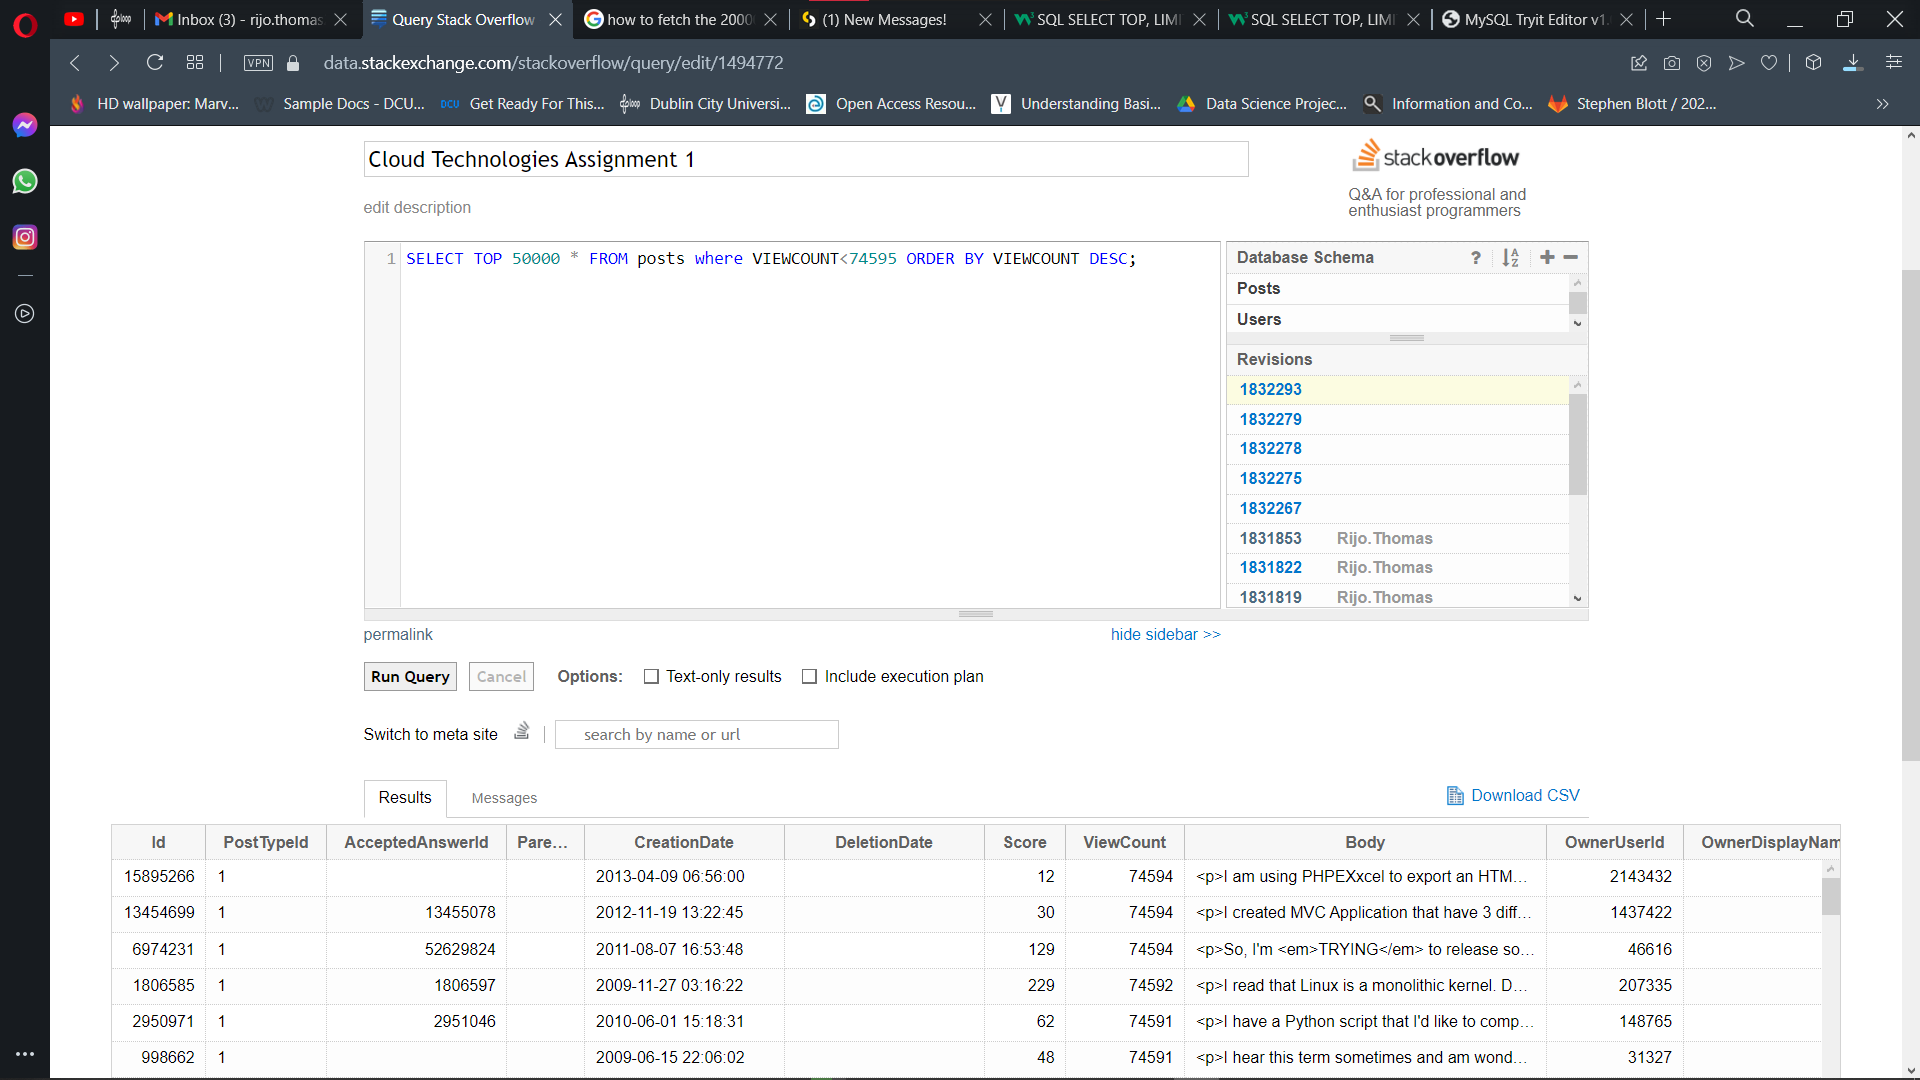 Inbox (3) - rijo.thomas
Query Stack Overflow
how to fetch the 2000
(1) New Messages!
SQL SELECT TOP, LIMI
SQL SELECT TOP, LIMI
MySQL Tryit Editor v1.
VPN
data.stackexchange.com/stackoverflow/query/edit/1494772
HD wallpaper: Marv...
Sample Docs - DCU...
DCU Get Ready For This...
loop Dublin City Universi...
Open Access Resou...
Understanding Basi...
Data Science Projec...
Information and Co...
Stephen Blott / 202...
Cloud Technologies Assignment 1
stackoverflow
Q&A for professional and
enthusiast programmers
edit description
1 SELECT TOP 50000 * FROM posts where VIEWCOUNT<74595 ORDER BY VIEWCOUNT DESC;
Database Schema ?
Posts
Users
Revisions
1832293
1832279
1832278
1832275
1832267
1831853 Rijo.Thomas
1831822 Rijo.Thomas
1831819 Rijo.Thomas
permalink
hide sidebar >>
Run Query Cancel Options: Text-only results Include execution plan
Switch to meta site search by name or url
Results Messages Download CSV
Id PostTypeId AcceptedAnswerId Pare... CreationDate DeletionDate Score ViewCount Body OwnerUserId OwnerDisplayNam
15895266 1 2013-04-09 06:56:00 12 74594 <p>I am using PHPEXxcel to export an HTM... 2143432
13454699 1 13455078 2012-11-19 13:22:45 30 74594 <p>I created MVC Application that have 3 diff... 1437422
6974231 1 52629824 2011-08-07 16:53:48 129 74594 <p>So, I'm <em>TRYING</em> to release so... 46616
1806585 1 1806597 2009-11-27 03:16:22 229 74592 <p>I read that Linux is a monolithic kernel. D... 207335
2950971 1 2951046 2010-06-01 15:18:31 62 74591 <p>I have a Python script that I'd like to comp... 148765
998662 1 2009-06-15 22:06:02 48 74591 <p>I hear this term sometimes and am wond... 31327